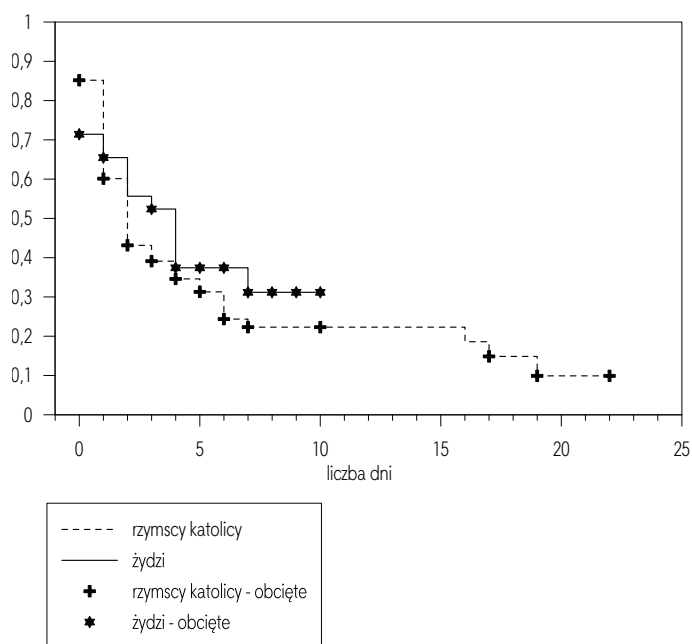 1
0,9
0,8
0,7
0,6
0,5
0,4
0,3
0,2
0,1
0
0 5 10 15 20 25
liczba dni
rzymscy katolicy
żydzi
rzymscy katolicy - obcięte
żydzi - obcięte